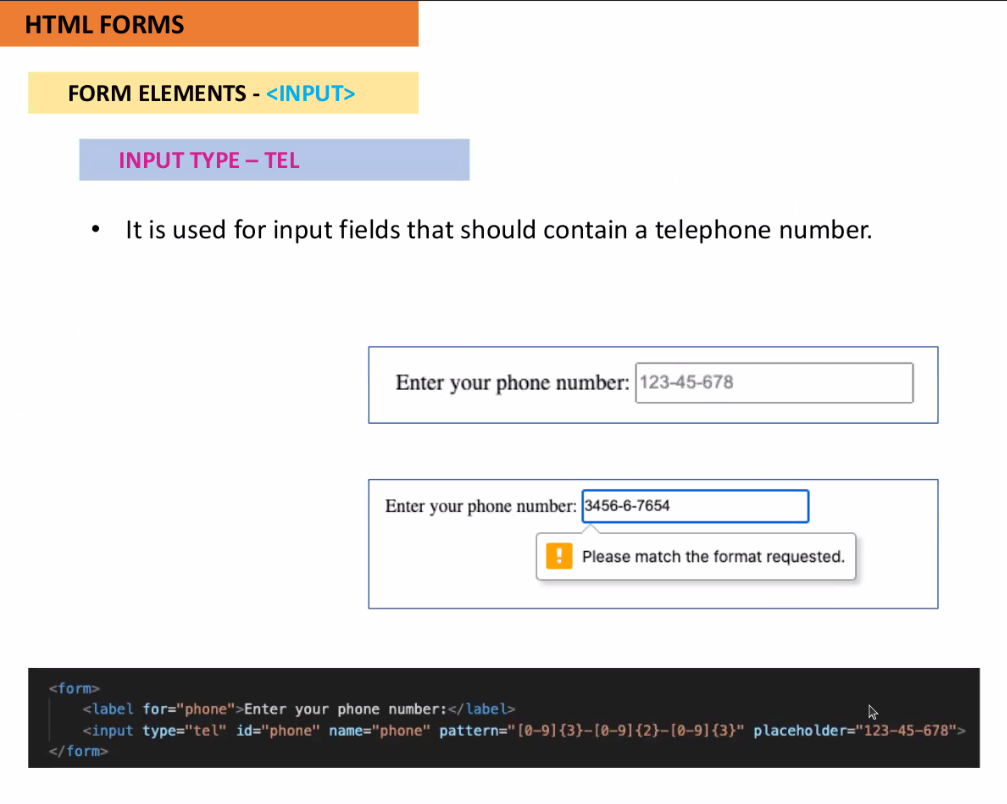 HTML FORMS
FORM ELEMENTS - <INPUT>
INPUT TYPE – TEL
• It is used for input fields that should contain a telephone number.
Enter your phone number: 123-45-678
Enter your phone number: 3456-6-7654
! Please match the format requested.
<form>
<label for="phone">Enter your phone number:</label>
<input type="tel" id="phone" name="phone" pattern="[0-9]{3}-[0-9]{2}-[0-9]{3}" placeholder="123-45-678">
</form>